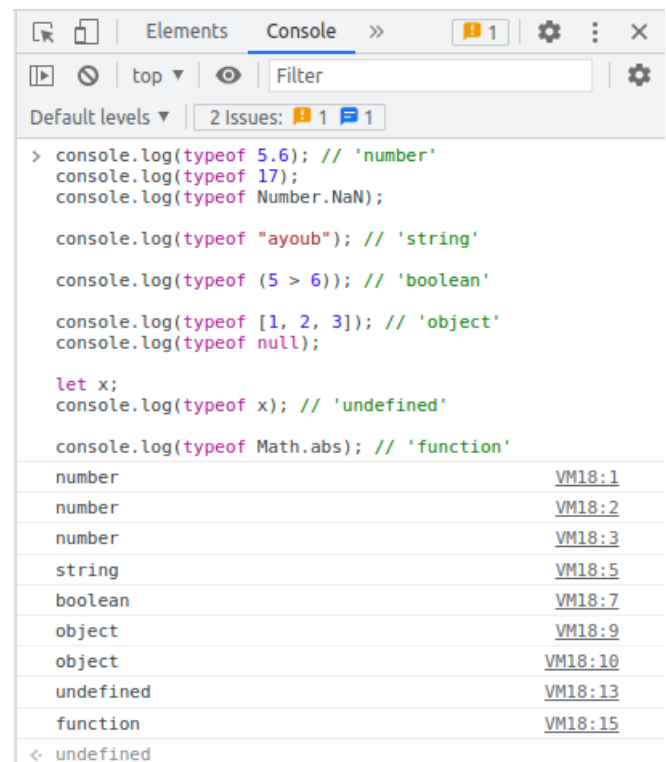 Elements Console » 1
top ▼ Filter
Default levels ▼ 2 Issues: 1 1
> console.log(typeof 5.6); // 'number'
console.log(typeof 17);
console.log(typeof Number.NaN);
console.log(typeof "ayoub"); // 'string'
console.log(typeof (5 > 6)); // 'boolean'
console.log(typeof [1, 2, 3]); // 'object'
console.log(typeof null);
let x;
console.log(typeof x); // 'undefined'
console.log(typeof Math.abs); // 'function'
number VM18:1
number VM18:2
number VM18:3
string VM18:5
boolean VM18:7
object VM18:9
object VM18:10
undefined VM18:13
function VM18:15
undefined